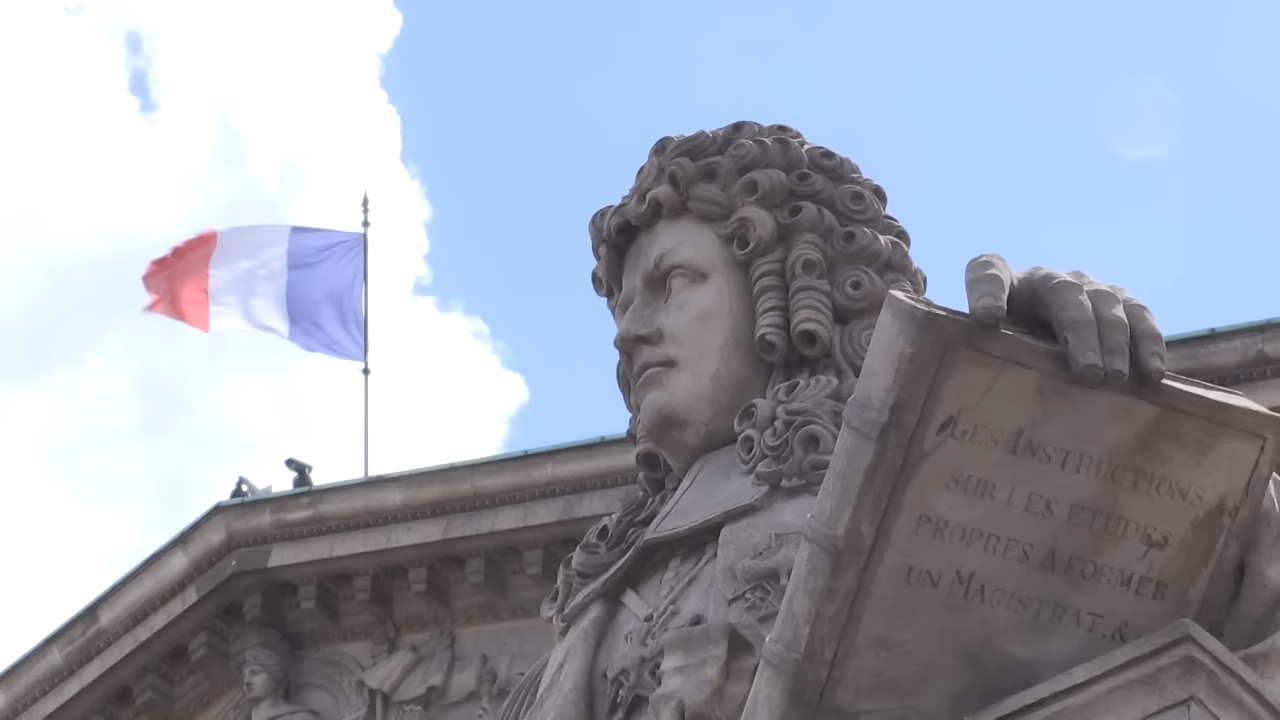 LES INSTRUCTIONS
SUR LES ETUDES
PROPRES A FORMER
UN MAGISTRAT, &